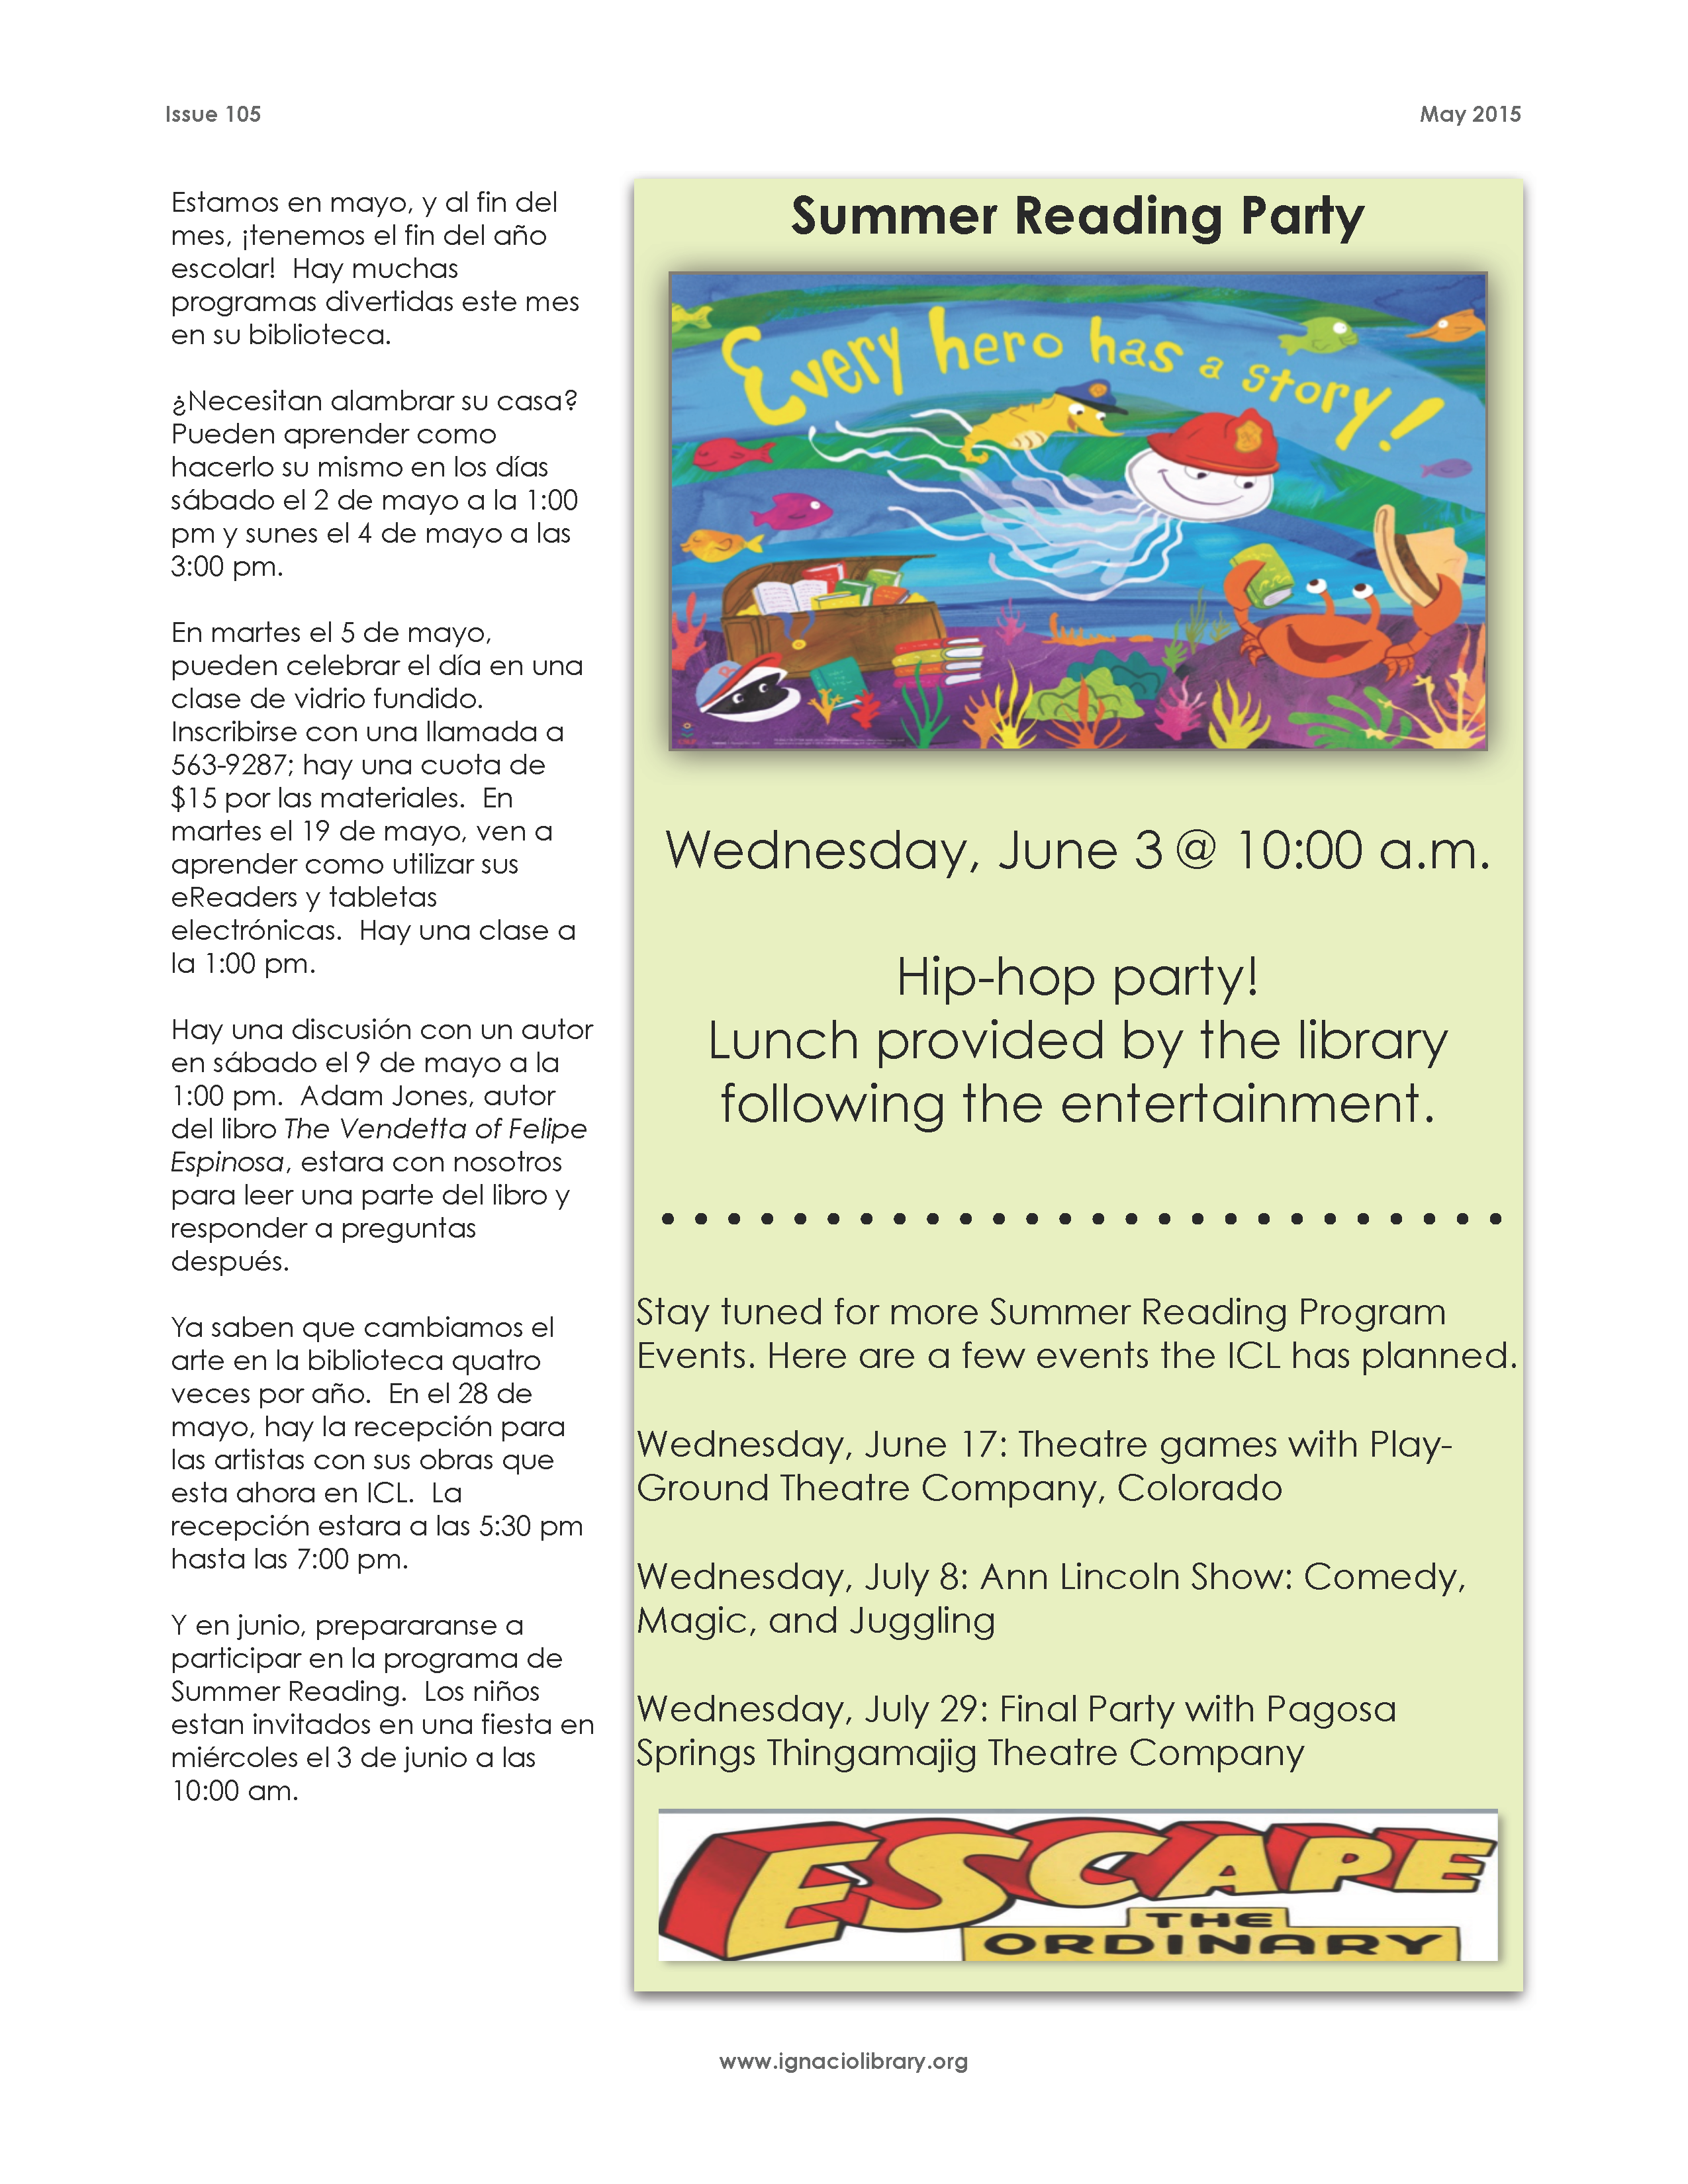 Issue 105
May 2015
Estamos en mayo, y al fin del
mes, ¡tenemos el fin del año
escolar!  Hay muchas
programas divertidas este mes
en su biblioteca.
¿Necesitan alambrar su casa?
Pueden aprender como
hacerlo su mismo en los días
sábado el 2 de mayo a la 1:00
pm y sunes el 4 de mayo a las
3:00 pm.
En martes el 5 de mayo,
pueden celebrar el día en una
clase de vidrio fundido.
Inscribirse con una llamada a
563-9287; hay una cuota de
$15 por las materiales.  En
martes el 19 de mayo, ven a
aprender como utilizar sus
eReaders y tabletas
electrónicas.  Hay una clase a
la 1:00 pm.
Hay una discusión con un autor
en sábado el 9 de mayo a la
1:00 pm.  Adam Jones, autor
del libro The Vendetta of Felipe
Espinosa, estara con nosotros
para leer una parte del libro y
responder a preguntas
después.
Ya saben que cambiamos el
arte en la biblioteca quatro
veces por año.  En el 28 de
mayo, hay la recepción para
las artistas con sus obras que
esta ahora en ICL.  La
recepción estara a las 5:30 pm
hasta las 7:00 pm.
Y en junio, prepararanse a
participar en la programa de
Summer Reading.  Los niños
estan invitados en una fiesta en
miércoles el 3 de junio a las
10:00 am.
Summer Reading Party
Every hero has a story!
Wednesday, June 3 @ 10:00 a.m.
Hip-hop party!
Lunch provided by the library
following the entertainment.
Stay tuned for more Summer Reading Program
Events. Here are a few events the ICL has planned.
Wednesday, June 17: Theatre games with Play-
Ground Theatre Company, Colorado
Wednesday, July 8: Ann Lincoln Show: Comedy,
Magic, and Juggling
Wednesday, July 29: Final Party with Pagosa
Springs Thingamajig Theatre Company
ESCAPE
THE
ORDINARY
www.ignaciolibrary.org